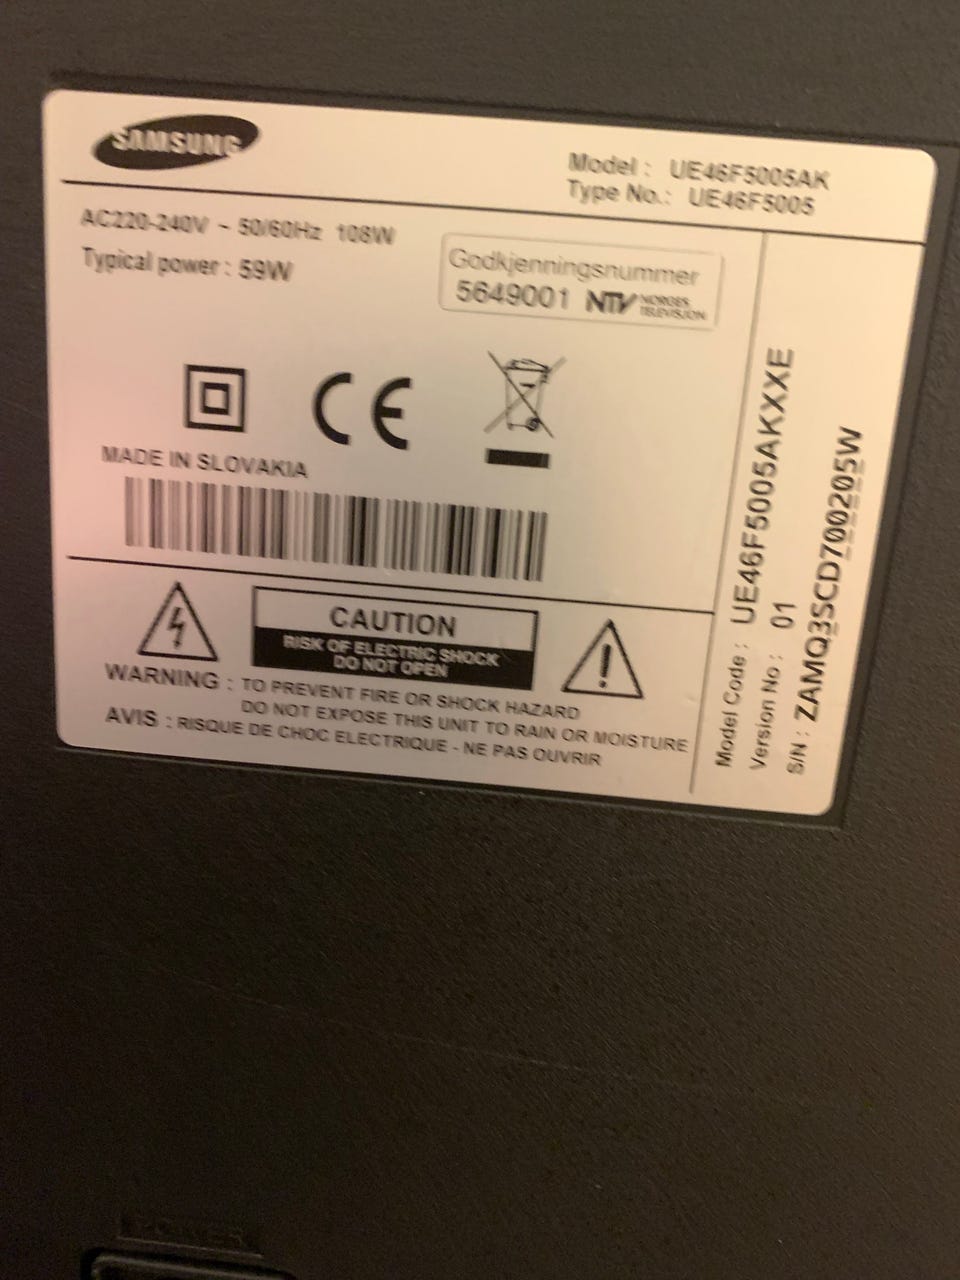 SAMSUNG
Model : UE46F5005AK
Type No.: UE46F5005
AC220-240V ~ 50/60Hz 108W
Typical power : 59W
Godkjenningsnummer
5649001 NTV NORGES
TELEVISION
CE
MADE IN SLOVAKIA
CAUTION
RISK OF ELECTRIC SHOCK
DO NOT OPEN
WARNING : TO PREVENT FIRE OR SHOCK HAZARD
DO NOT EXPOSE THIS UNIT TO RAIN OR MOISTURE
AVIS : RISQUE DE CHOC ELECTRIQUE - NE PAS OUVRIR
Model Code : UE46F5005AKXXE
Version No : 01
S/N : ZAMQ3SCD700205W
POWER